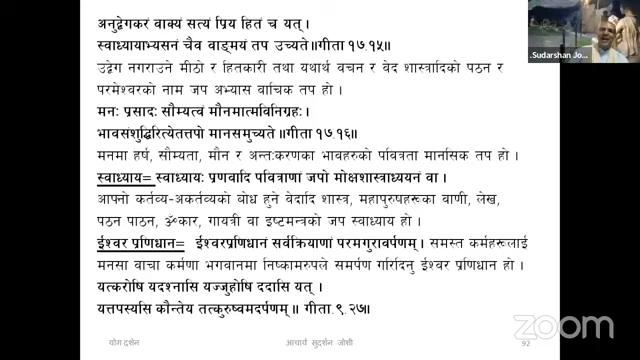 अनुद्वेगकरं वाक्यं सत्यं प्रिय हितं च यत् ।
स्वाध्यायाभ्यसनं चैव वाङ्मयं तप उच्यते ॥गीता १७.१५॥
उद्वेग नगराउने मीठो र हितकारी तथा यथार्थ वचन र वेद शास्त्रादिको पठन र
परमेश्वरको नाम जप अभ्यास वाचिक तप हो ।
मनः प्रसादः सौम्यत्वं मौनमात्मविनिग्रहः ।
भावसंशुद्धिरित्येतत्तपो मानसमुच्यते ॥गीता १७.१६॥
मनमा हर्ष, सौम्यता, मौन र अन्तःकरणका भावहरुको पवित्रता मानसिक तप हो ।
स्वाध्याय= स्वाध्यायः प्रणवादि पवित्राणां जपो मोक्षशास्त्राध्ययनं वा ।
आफ्नो कर्तव्य-अकर्तव्यको बोध हुने वेदादि शास्त्र, महापुरुषहरूका वाणी, लेख,
पठन पाठन, ॐकार, गायत्री वा इष्टमन्त्रको जप स्वाध्याय हो ।
ईश्वर प्रणिधान= ईश्वरप्रणिधानं सर्वक्रियाणां परमगुरावर्पणम् । समस्त कर्महरूलाई
मनसा वाचा कर्मणा भगवानमा निष्कामरुपले समर्पण गरिदिनु ईश्वर प्रणिधान हो ।
यत्करोषि यदश्नासि यज्जुहोषि ददासि यत् ।
यत्तपस्यसि कौन्तेय तत्कुरुष्वमदर्पणम् ॥ गीता.९.२७॥
योग दर्शन आचार्य सुदर्शन जोशी 92
.Sudarshan Jo...
zoom